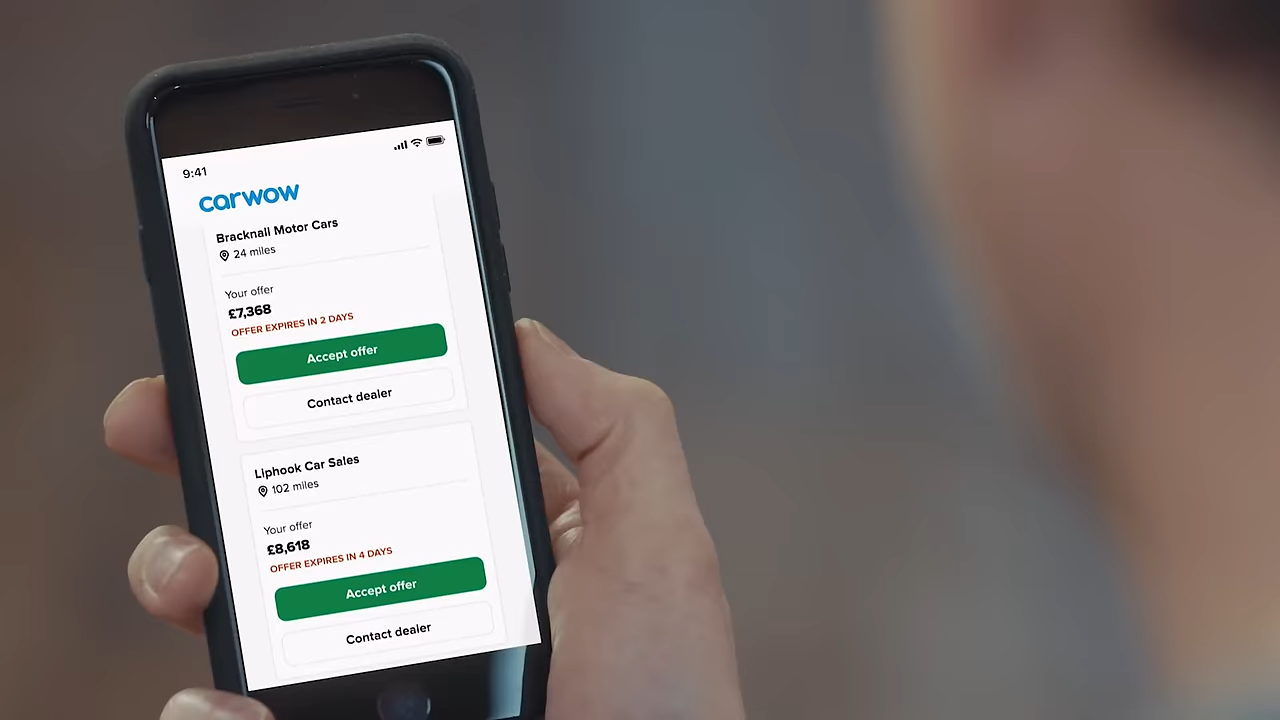 9:41
carwow
Bracknall Motor Cars
24 miles
Your offer
£7,368
OFFER EXPIRES IN 2 DAYS
Accept offer
Contact dealer
Liphook Car Sales
102 miles
Your offer
£8,618
OFFER EXPIRES IN 4 DAYS
Accept offer
Contact dealer